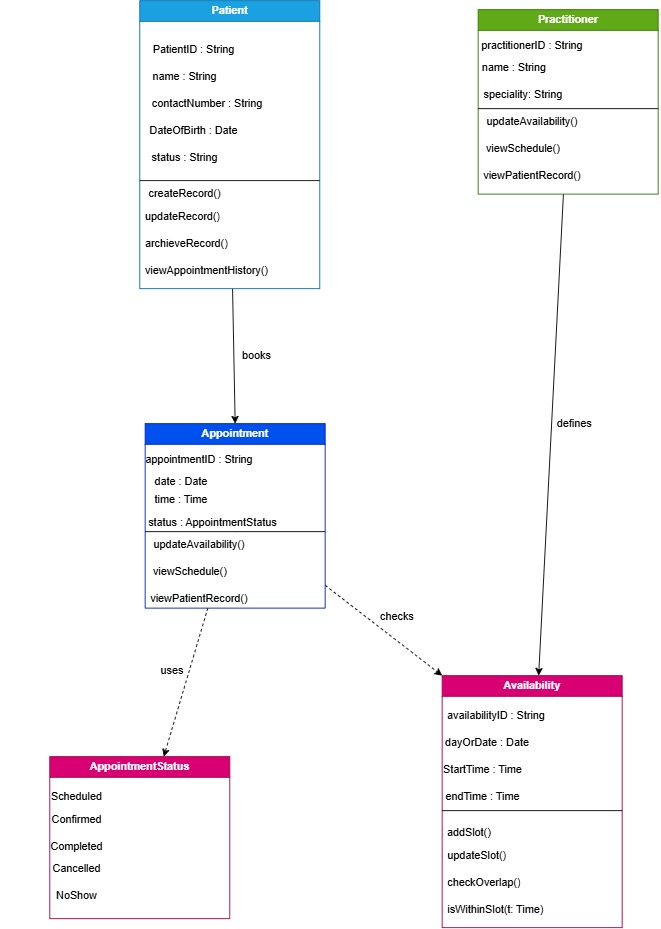 Patient
PatientID : String
name : String
contactNumber : String
DateOfBirth : Date
status : String
createRecord()
updateRecord()
archieveRecord()
viewAppointmentHistory()
Practitioner
practitionerID : String
name : String
speciality: String
updateAvailability()
viewSchedule()
viewPatientRecord()
books
defines
Appointment
appointmentID : String
date : Date
time : Time
status : AppointmentStatus
updateAvailability()
viewSchedule()
viewPatientRecord()
checks
uses
Availability
availabilityID : String
dayOrDate : Date
StartTime : Time
endTime : Time
addSlot()
updateSlot()
checkOverlap()
isWithinSlot(t: Time)
AppointmentStatus
Scheduled
Confirmed
Completed
Cancelled
NoShow